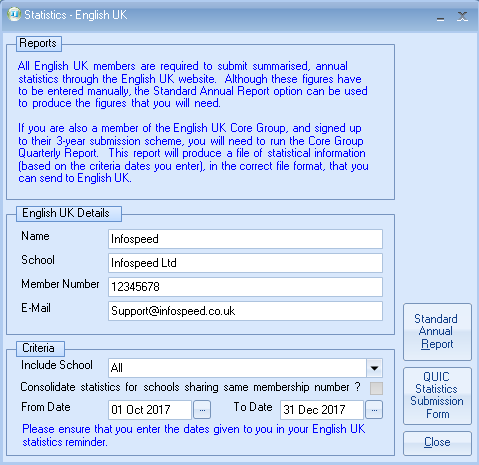 Statistics - English UK
Reports
All English UK members are required to submit summarised, annual
statistics through the English UK website. Although these figures have
to be entered manually, the Standard Annual Report option can be used
to produce the figures that you will need.
If you are also a member of the English UK Core Group, and signed up
to their 3-year submission scheme, you will need to run the Core Group
Quarterly Report. This report will produce a file of statistical information
(based on the criteria dates you enter), in the correct file format, that you
can send to English UK.
English UK Details
Name
Infospeed
School
Infospeed Ltd
Member Number
12345678
E-Mail
Support@infospeed.co.uk
Criteria
Include School
All
Consolidate statistics for schools sharing same membership number ?
From Date
01 Oct 2017
...
To Date
31 Dec 2017
...
Please ensure that you enter the dates given to you in your English UK
statistics reminder.
Standard
Annual
Report
QUIC
Statistics
Submission
Form
Close